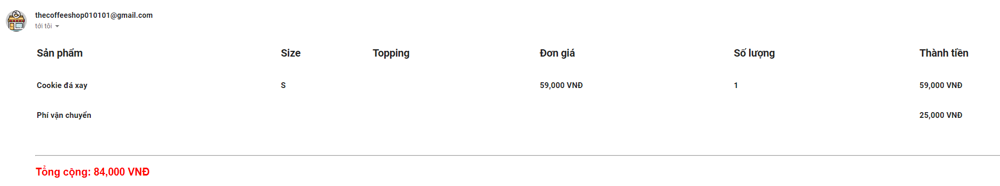 thecoffeeshop010101@gmail.com
tới tôi
Sản phẩm Size Topping Đơn giá Số lượng Thành tiền
Cookie đá xay S 59,000 VNĐ 1 59,000 VNĐ
Phí vận chuyển 25,000 VNĐ
Tổng cộng: 84,000 VNĐ